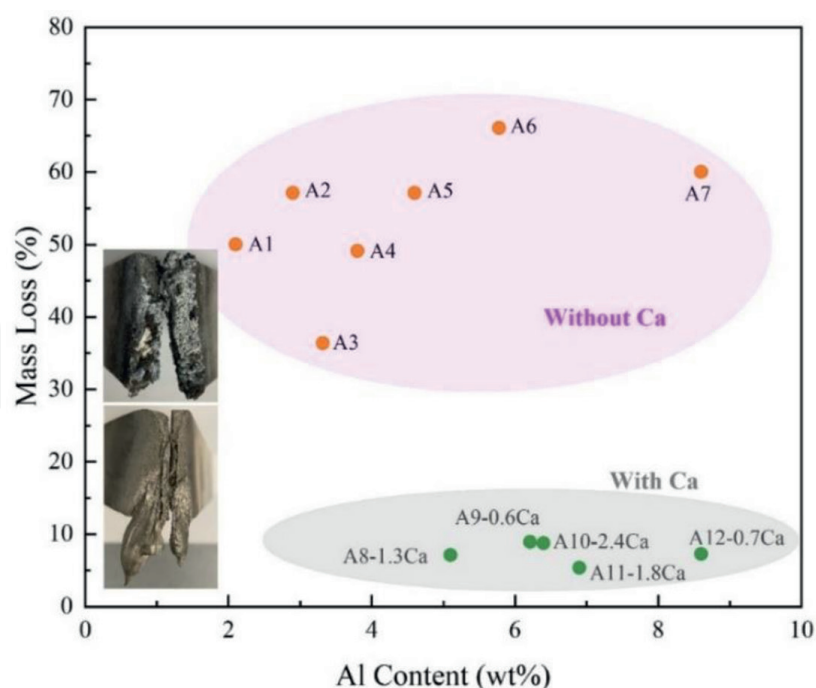 80
70
60
50
40
30
20
10
0
Mass Loss (%)
A6
A2
A5
A7
A1
A4
Without Ca
A3
With Ca
A9-0.6Ca
A10-2.4Ca
A12-0.7Ca
A8-1.3Ca
A11-1.8Ca
0 2 4 6 8 10
Al Content (wt%)